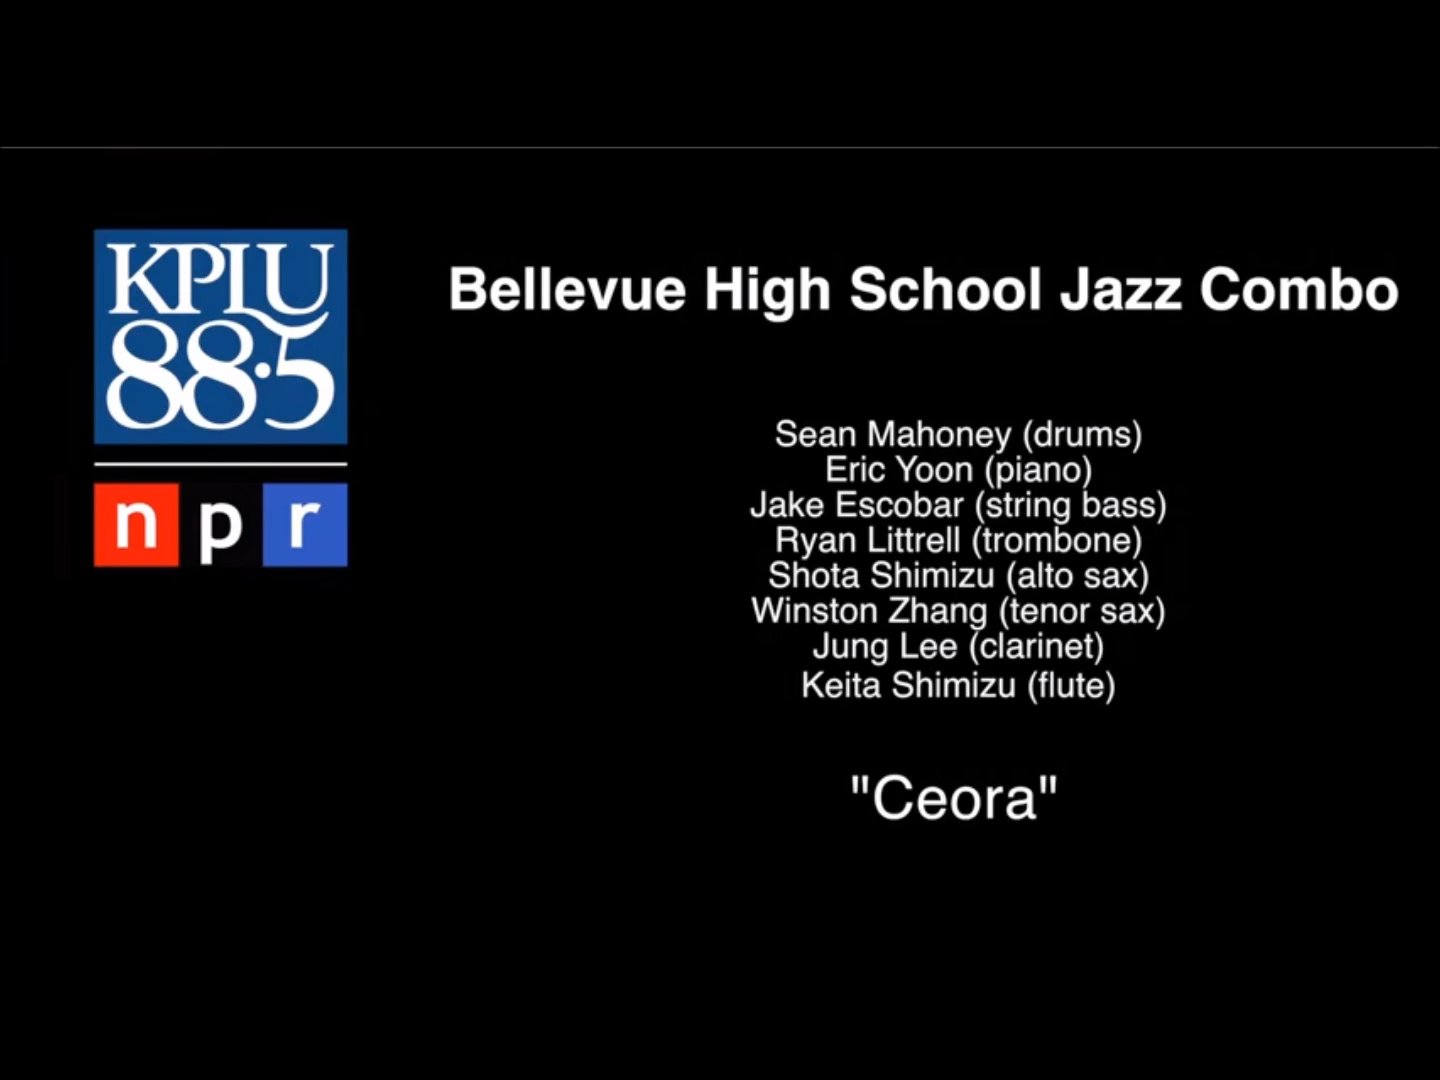 KPLU
88.5
npr
Bellevue High School Jazz Combo
Sean Mahoney (drums)
Eric Yoon (piano)
Jake Escobar (string bass)
Ryan Littrell (trombone)
Shota Shimizu (alto sax)
Winston Zhang (tenor sax)
Jung Lee (clarinet)
Keita Shimizu (flute)
"Ceora"